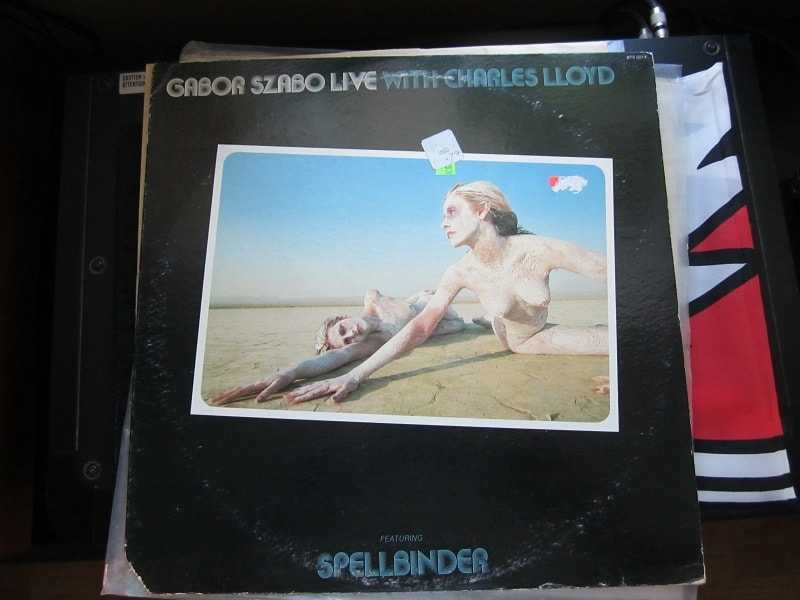 GABOR SZABO LIVE WITH CHARLES LLOYD
FEATURING
SPELLBINDER